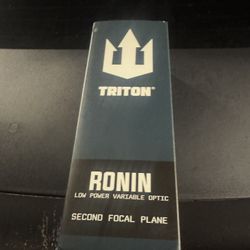 TRITON®
RONIN
LOW POWER VARIABLE OPTIC
SECOND FOCAL PLANE